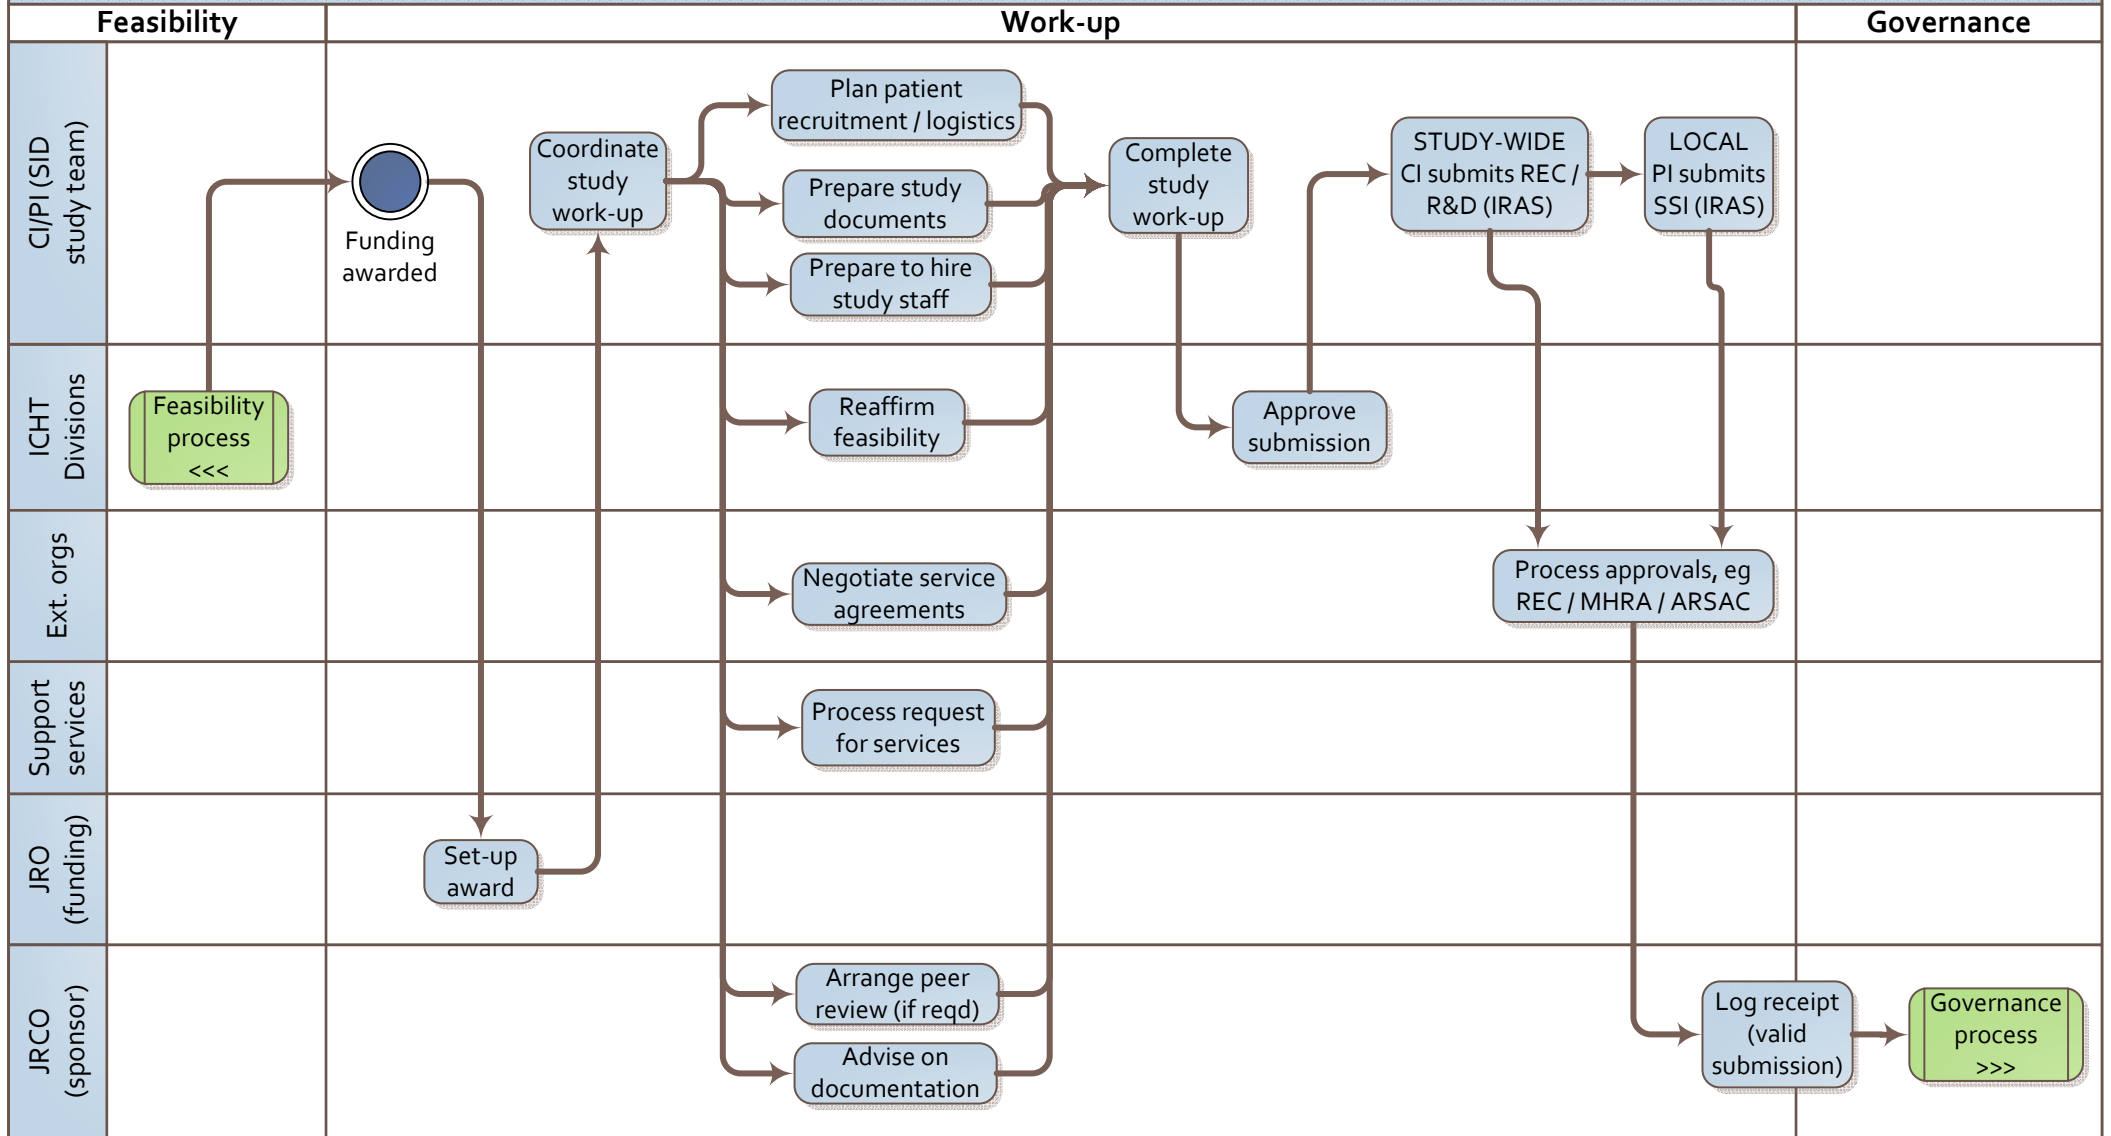 Feasibility
Work-up
Governance
CI/PI (SID
study team)
Funding
awarded
Coordinate
study
work-up
Plan patient
recruitment / logistics
Prepare study
documents
Prepare to hire
study staff
Complete
study
work-up
STUDY-WIDE
CI submits REC /
R&D (IRAS)
LOCAL
PI submits
SSI (IRAS)
ICHT
Divisions
Feasibility
process
<<<
Reaffirm
feasibility
Approve
submission
Ext. orgs
Negotiate service
agreements
Process approvals, eg
REC / MHRA / ARSAC
Support
services
Process request
for services
JRO
(funding)
Set-up
award
JRCO
(sponsor)
Arrange peer
review (if reqd)
Advise on
documentation
Log receipt
(valid
submission)
Governance
process
>>>